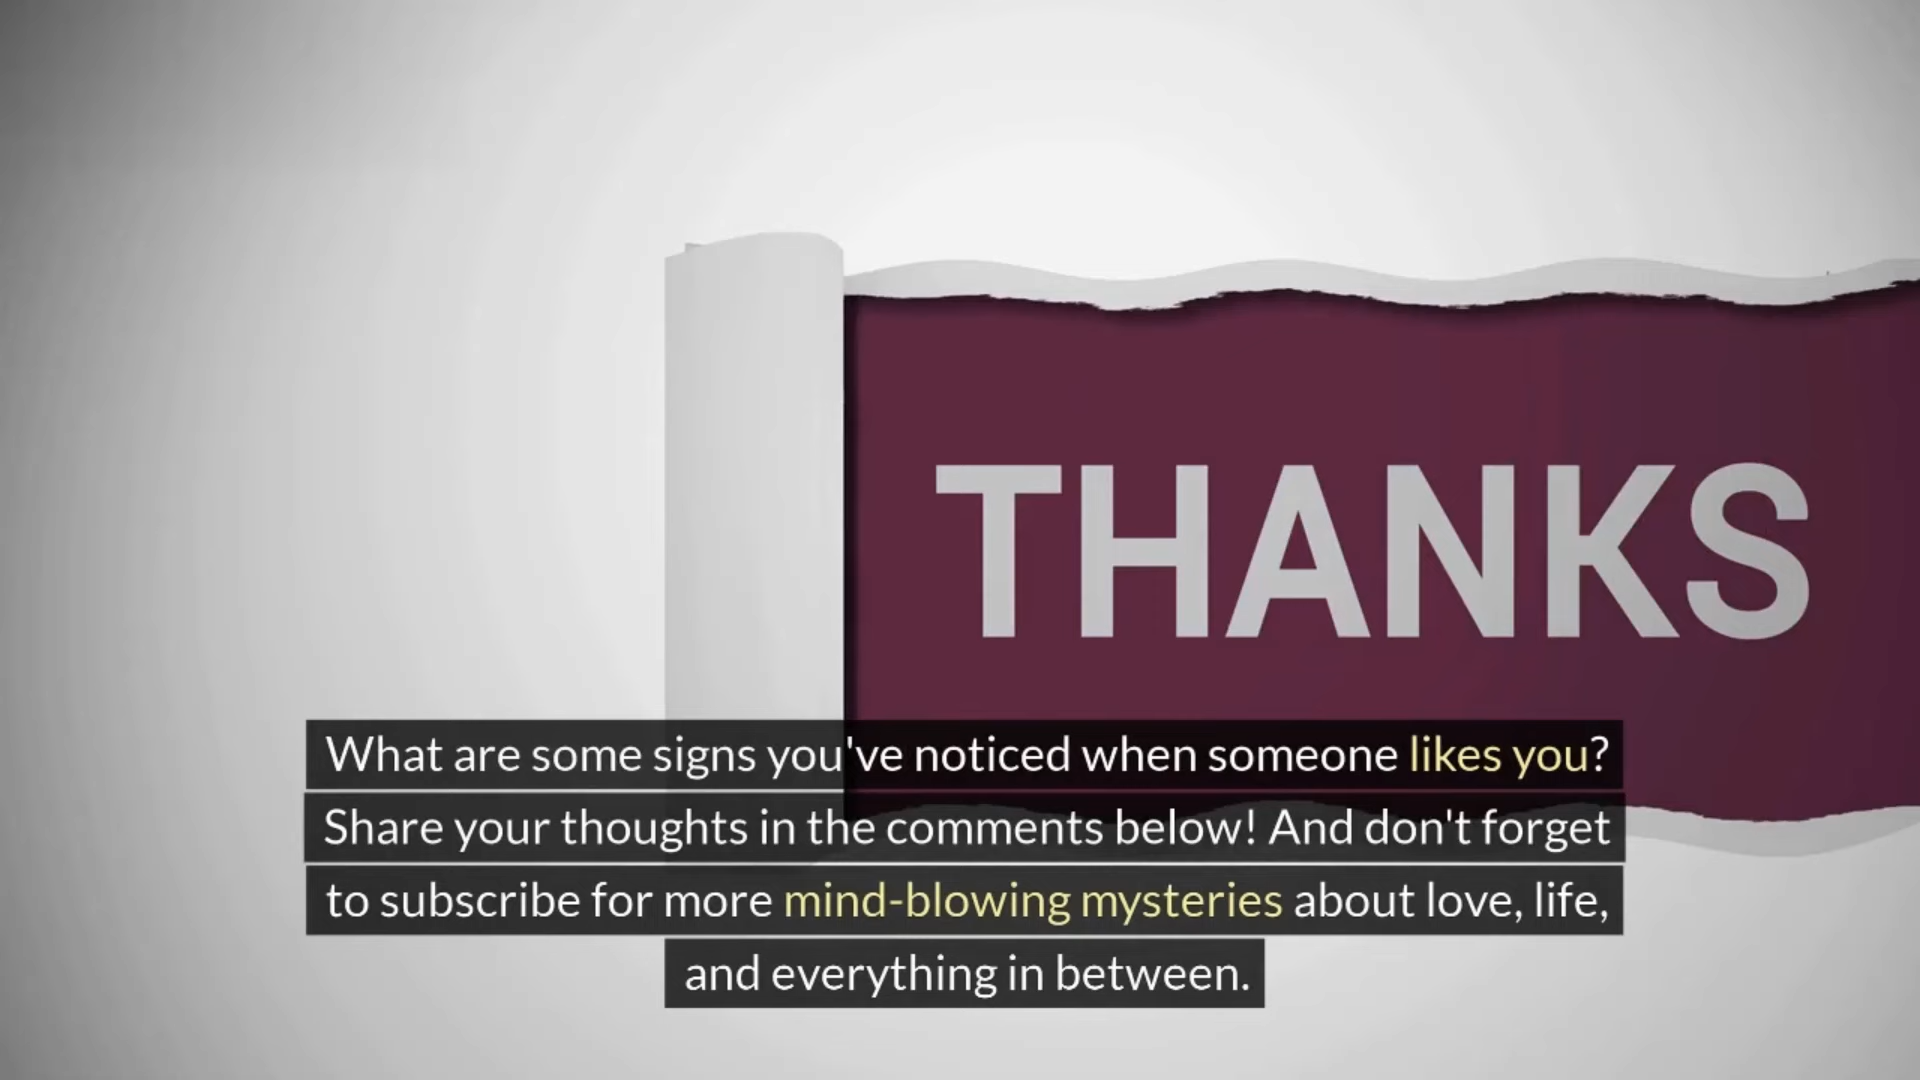 THANKS
What are some signs you've noticed when someone likes you?
Share your thoughts in the comments below! And don't forget
to subscribe for more mind-blowing mysteries about love, life,
and everything in between.